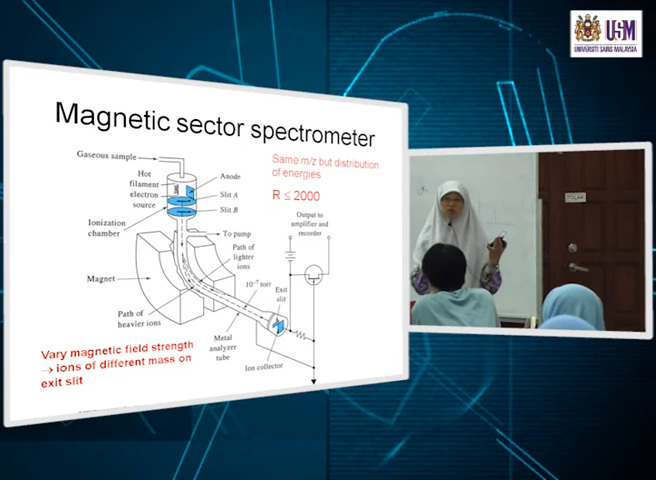 USM
UNIVERSITI SAINS MALAYSIA
Magnetic sector spectrometer
Gaseous sample
Same m/z but distribution
of energies
R ≤ 2000
Hot
filament
electron
source
Anode
Slit A
Slit B
Ionization
chamber
To pump
Path of
lighter
ions
Output to
amplifier and
recorder
Magnet
10⁻⁷ torr
Exit
slit
Path of
heavier ions
Metal
analyzer
tube
Ion collector
Vary magnetic field strength
→ ions of different mass on
exit slit